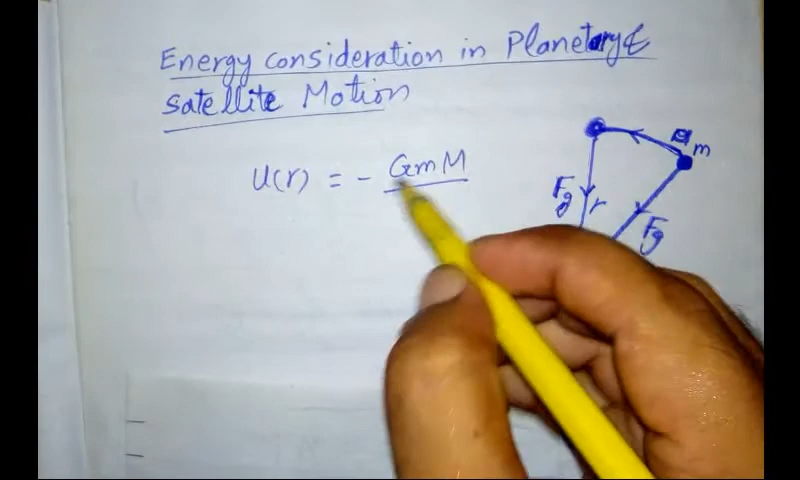 Energy consideration in Planetary &
Satellite Motion
U(r) = - GmM
m
Fg
r
Fg